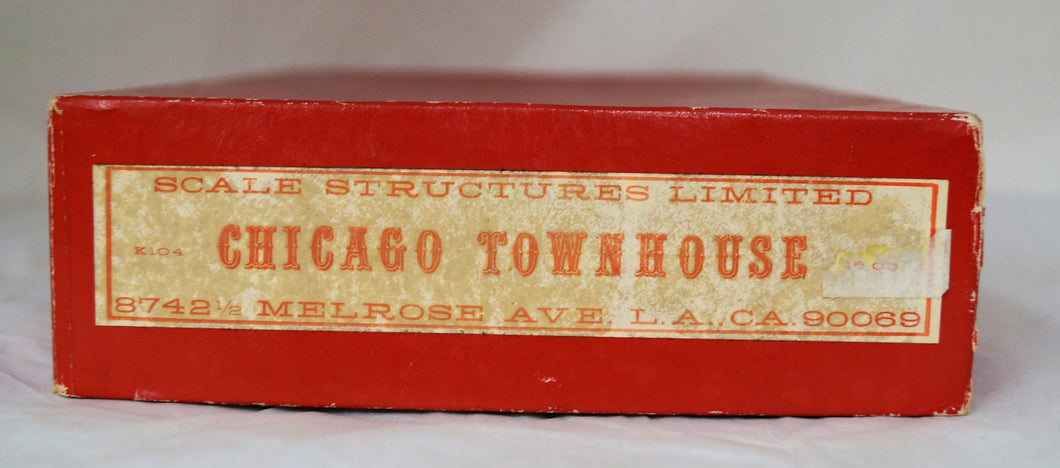 SCALE STRUCTURES LIMITED
K104 CHICAGO TOWNHOUSE
8742½ MELROSE AVE L.A., CA. 90069